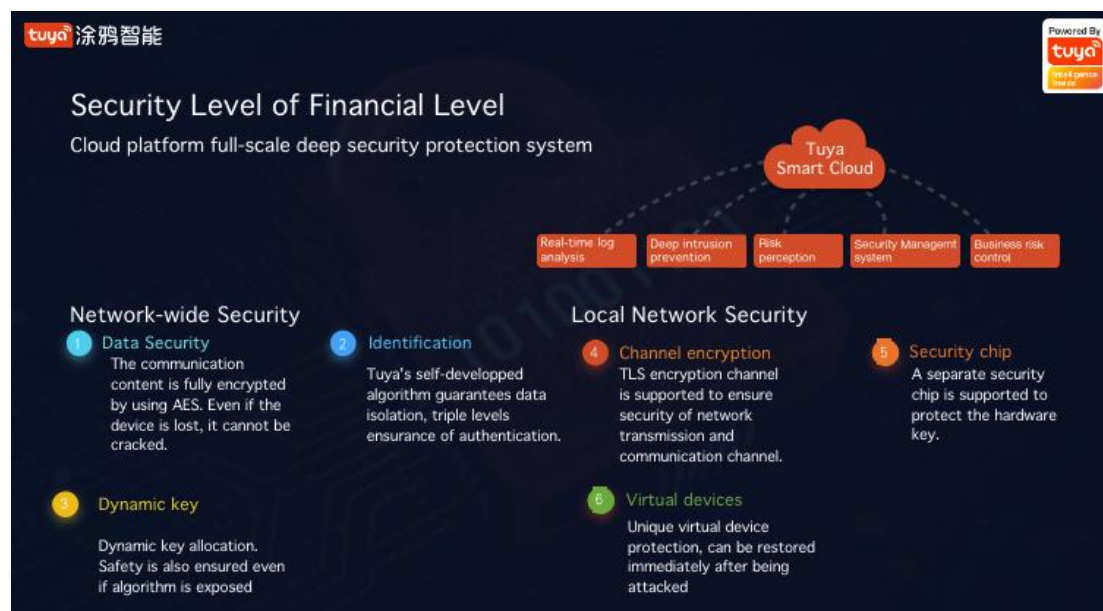 tuya 涂鸦智能
Powered By
tuya
Intelligence
Inside
Security Level of Financial Level
Cloud platform full-scale deep security protection system
Tuya
Smart Cloud
Real-time log
analysis
Deep intrusion
prevention
Risk
perception
Security Managemt
system
Business risk
control
Network-wide Security
1 Data Security
The communication
content is fully encrypted
by using AES. Even if the
device is lost, it cannot be
cracked.
2 Identification
Tuya's self-developped
algorithm guarantees data
isolation, triple levels
ensurance of authentication.
3 Dynamic key
Dynamic key allocation.
Safety is also ensured even
if algorithm is exposed
Local Network Security
4 Channel encryption
TLS encryption channel
is supported to ensure
security of network
transmission and
communication channel.
5 Security chip
A separate security
chip is supported to
protect the hardware
key.
6 Virtual devices
Unique virtual device
protection, can be restored
immediately after being
attacked